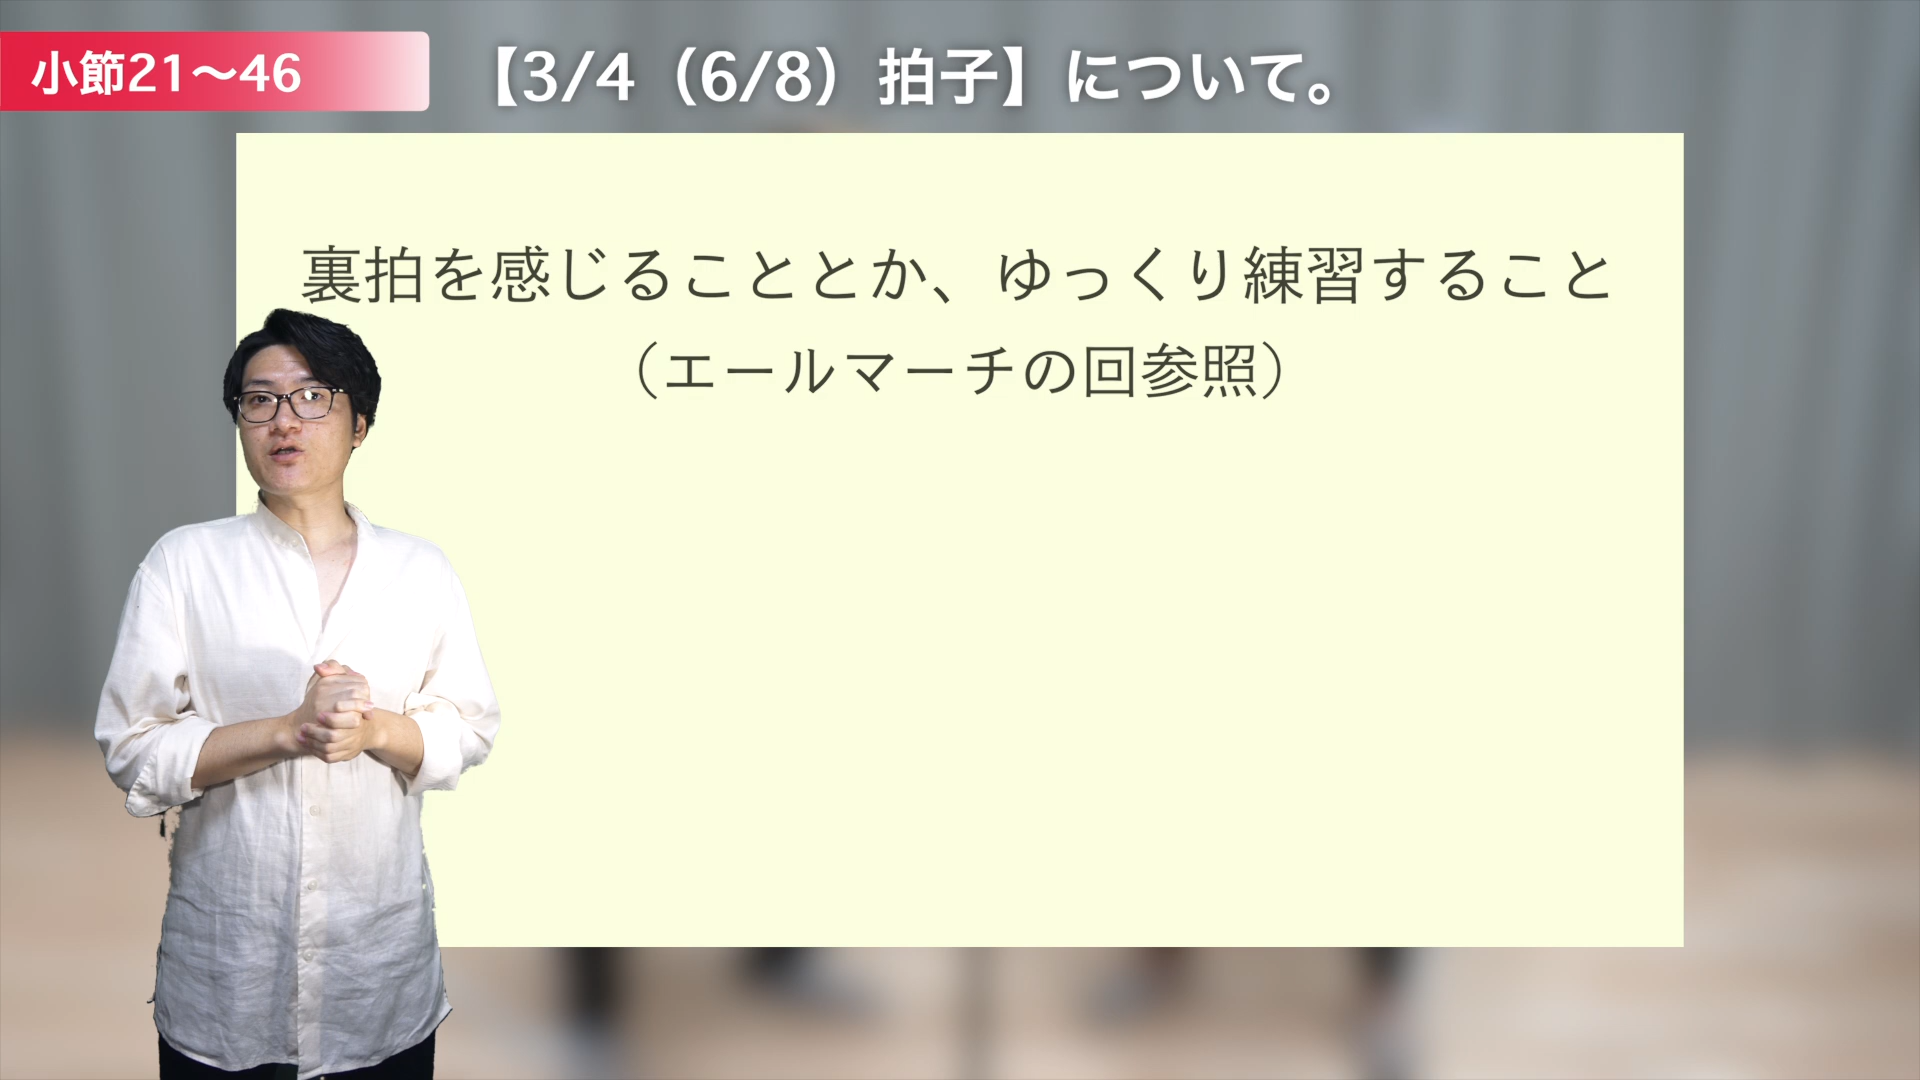 小節21〜46
【3/4（6/8）拍子】について。
裏拍を感じることとか、ゆっくり練習すること
（エールマーチの回参照）